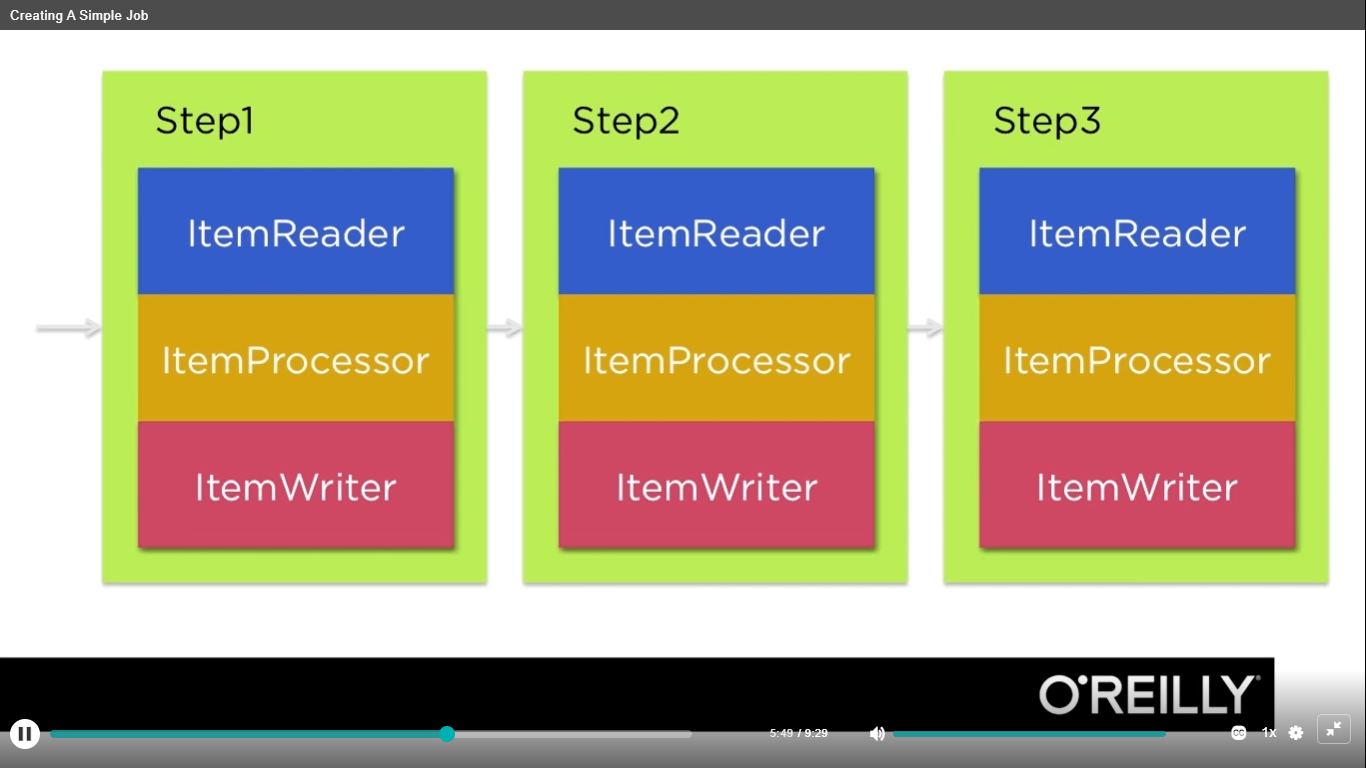 Creating A Simple Job
Step1
ItemReader
ItemProcessor
ItemWriter
Step2
ItemReader
ItemProcessor
ItemWriter
Step3
ItemReader
ItemProcessor
ItemWriter
O'REILLY
5:49 / 9:29
CC
1x